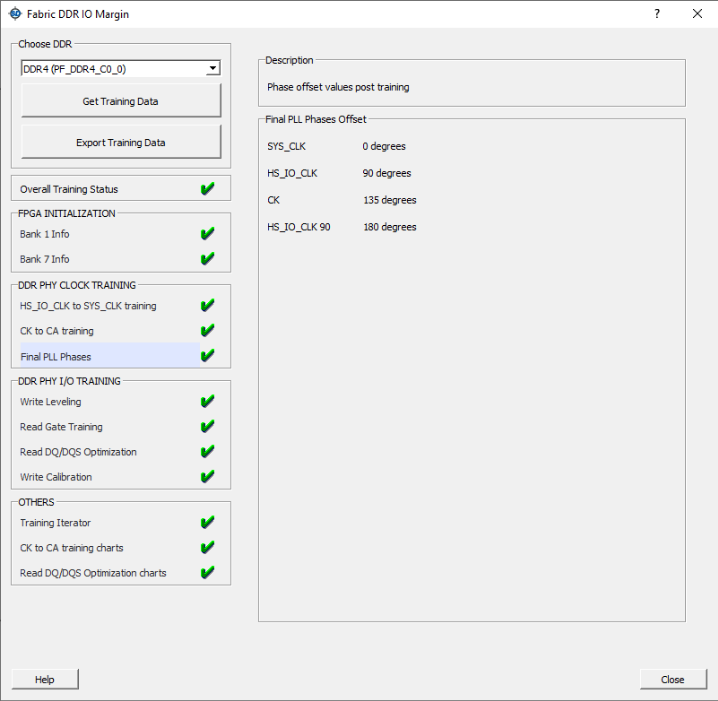 Fabric DDR IO Margin
?
Choose DDR
DDR4 (PF_DDR4_C0_0)
Get Training Data
Export Training Data
Overall Training Status
FPGA INITIALIZATION
Bank 1 Info
Bank 7 Info
DDR PHY CLOCK TRAINING
HS_IO_CLK to SYS_CLK training
CK to CA training
Final PLL Phases
DDR PHY I/O TRAINING
Write Leveling
Read Gate Training
Read DQ/DQS Optimization
Write Calibration
OTHERS
Training Iterator
CK to CA training charts
Read DQ/DQS Optimization charts
Description
Phase offset values post training
Final PLL Phases Offset
SYS_CLK 0 degrees
HS_IO_CLK 90 degrees
CK 135 degrees
HS_IO_CLK 90 180 degrees
Help
Close